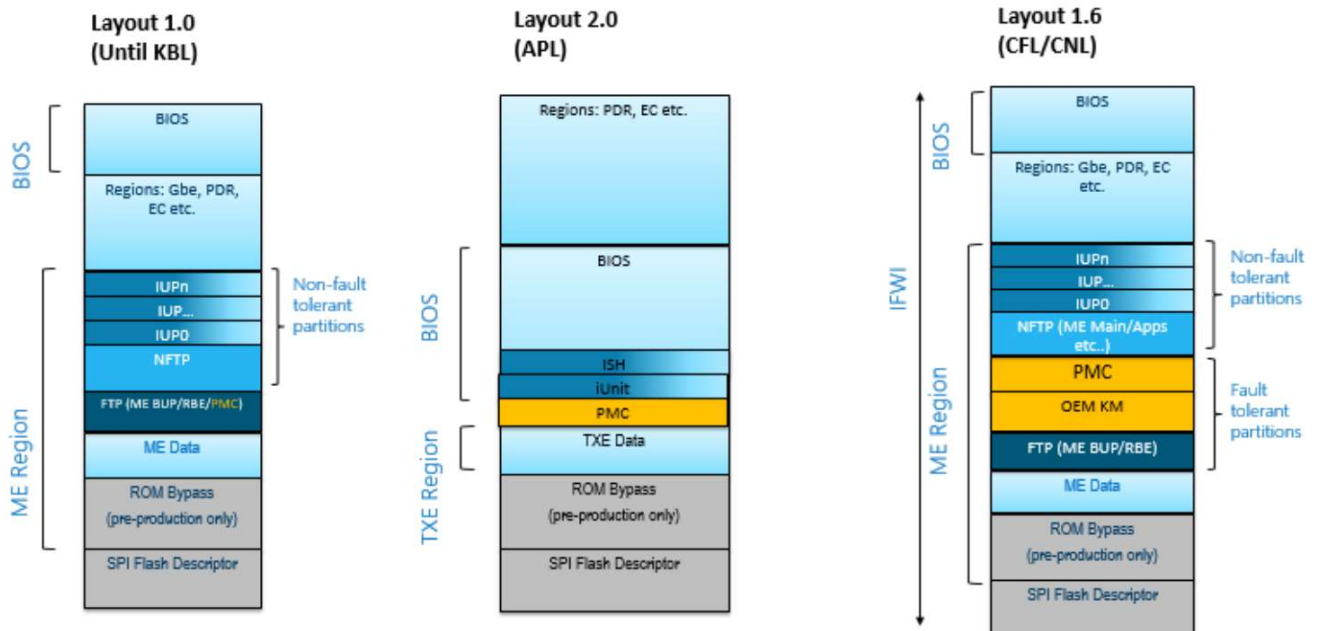 Layout 1.0
(Until KBL)
BIOS
BIOS
Regions: Gbe, PDR,
EC etc.
ME Region
IUPn
IUP...
IUP0
NFTP
Non-fault
tolerant
partitions
FTP (ME BUP/RBE/PMC)
ME Data
ROM Bypass
(pre-production only)
SPI Flash Descriptor
Layout 2.0
(APL)
Regions: PDR, EC etc.
BIOS
BIOS
ISH
iUnit
PMC
TXE Region
TXE Data
ROM Bypass
(pre-production only)
SPI Flash Descriptor
Layout 1.6
(CFL/CNL)
IFWI
BIOS
BIOS
Regions: Gbe, PDR, EC
etc.
ME Region
IUPn
IUP...
IUP0
NFTP (ME Main/Apps
etc..)
Non-fault
tolerant
partitions
PMC
OEM KM
FTP (ME BUP/RBE)
Fault
tolerant
partitions
ME Data
ROM Bypass
(pre-production only)
SPI Flash Descriptor